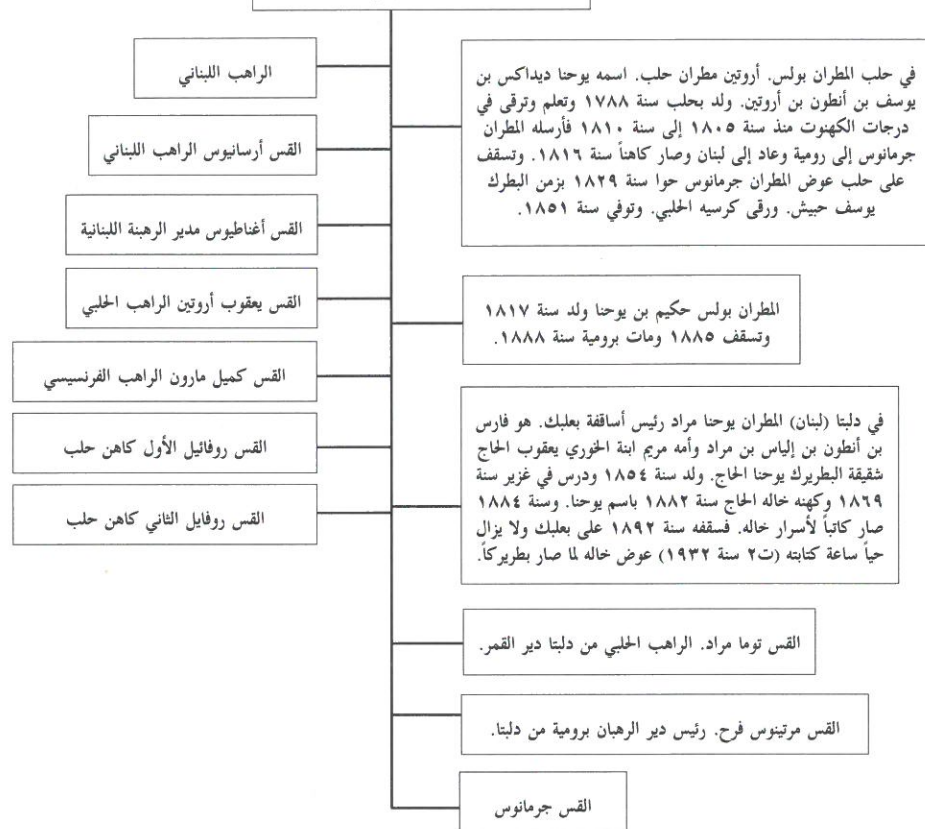 في حلب المطران بولس. أروتين مطران حلب. اسمه يوحنا ديداكس بن
يوسف بن أنطون بن أروتين. ولد بحلب سنة ١٧٨٨ وتعلم وترقى في
درجات الكهنوت منذ سنة ١٨٠٥ إلى سنة ١٨١٠ فأرسله المطران
جرمانوس إلى رومية وعاد إلى لبنان وصار كاهناً سنة ١٨١٦. وتسقف
على حلب عوض المطران جرمانوس حوا سنة ١٨٢٩ بزمن البطرك
يوسف حبيش. ورقى كرسيه الحلبي. وتوفي سنة ١٨٥١.
المطران بولس حكيم بن يوحنا ولد سنة ١٨١٧
وتسقف ١٨٨٥ ومات برومية سنة ١٨٨٨.
في دلبتا (لبنان) المطران يوحنا مراد رئيس أساقفة بعلبك. هو فارس
بن أنطون بن إلياس بن مراد وأمه مريم ابنة الخوري يعقوب الحاج
شقيقة البطريرك يوحنا الحاج. ولد سنة ١٨٥٤ ودرس في غزير سنة
١٨٦٩ وكهنه خاله الحاج سنة ١٨٨٢ باسم يوحنا. وسنة ١٨٨٤
صار كاتباً لأسرار خاله. فسقفه سنة ١٨٩٢ على بعلبك ولا يزال
حياً ساعة كتابته (ت٢ سنة ١٩٣٢) عوض خاله لما صار بطريركاً.
القس توما مراد. الراهب الحلبي من دلبتا دير القمر.
القس مرتينوس فرح. رئيس دير الرهبان برومية من دلبتا.
القس جرمانوس
الراهب اللبناني
القس أرسانيوس الراهب اللبناني
القس أغناطيوس مدير الرهبنة اللبنانية
القس يعقوب أروتين الراهب الحلبي
القس كميل مارون الراهب الفرنسيسي
القس روفائيل الأول كاهن حلب
القس روفايل الثاني كاهن حلب